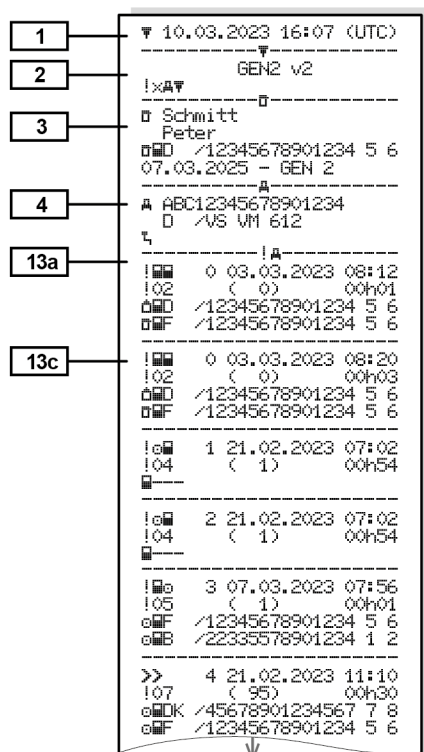 1
▼ 10.03.2023 16:07 (UTC)
2
GEN2 v2
!×A▼
3
Schmitt
Peter
D /12345678901234 5 6
07.03.2025 - GEN 2
4
A ABC12345678901234
D /VS VM 612
13a
!A
! 0 03.03.2023 08:12
!02 ( 0) 00h01
D /12345678901234 5 6
F /12345678901234 5 6
13c
! 0 03.03.2023 08:20
!02 ( 0) 00h03
D /12345678901234 5 6
F /12345678901234 5 6
! 1 21.02.2023 07:02
!04 ( 1) 00h54
---
! 2 21.02.2023 07:02
!04 ( 1) 00h54
---
! 3 07.03.2023 07:56
!05 ( 1) 00h01
F /12345678901234 5 6
B /22335578901234 1 2
>> 4 21.02.2023 11:10
!07 ( 95) 00h30
DK /45678901234567 7 8
F /12345678901234 5 6